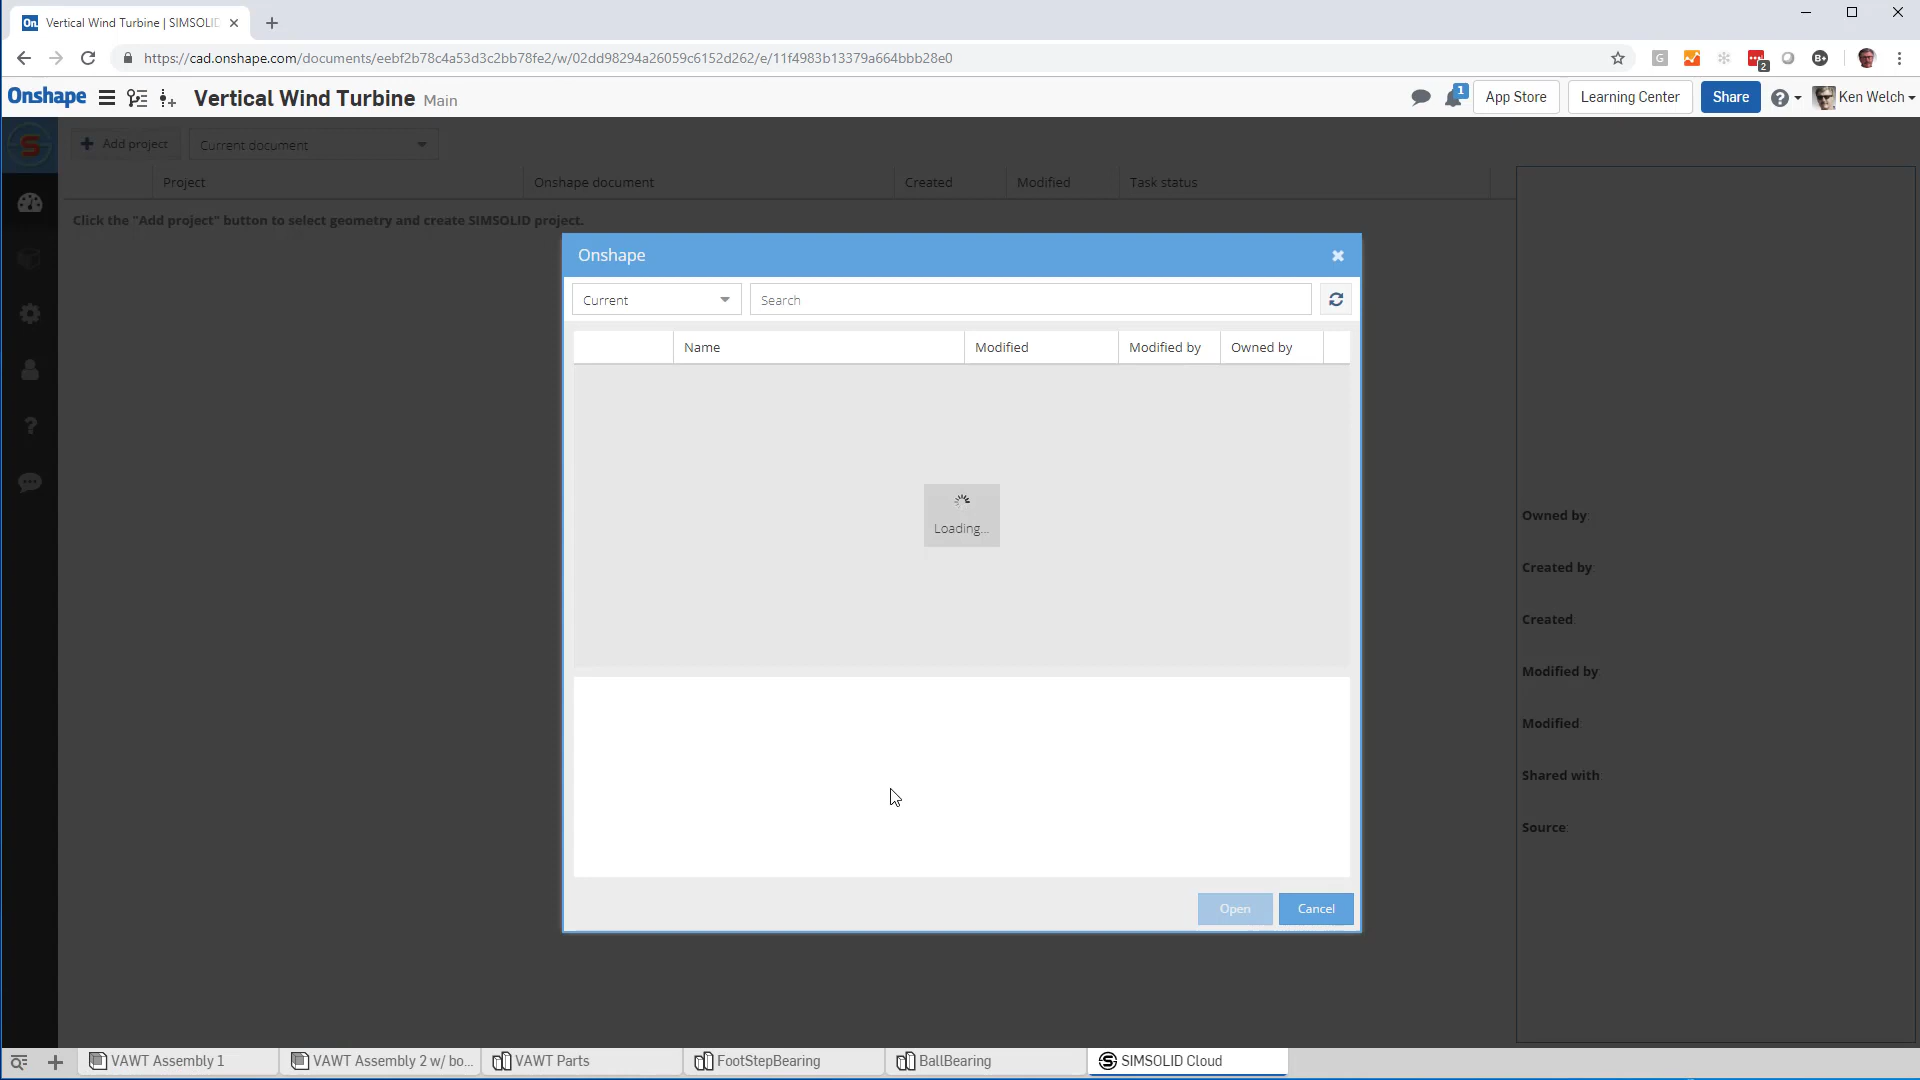 On. Vertical Wind Turbine | SIMSOLID
https://cad.onshape.com/documents/eebf2b78c4a53d3c2bb78fe2/w/02dd98294a26059c6152d262/e/11f4983b13379a664bbb28e0
G 2 B+
Onshape Vertical Wind Turbine Main 1 App Store Learning Center Share ? Ken Welch
S Add project Current document
Project Onshape document Created Modified Task status
Click the "Add project" button to select geometry and create SIMSOLID project.
Onshape
Current Search
Name Modified Modified by Owned by
Loading...
Open Cancel
?
Owned by:
Created by:
Created:
Modified by:
Modified:
Shared with
Source:
VAWT Assembly 1 VAWT Assembly 2 w/ bo... VAWT Parts FootStepBearing BallBearing S SIMSOLID Cloud